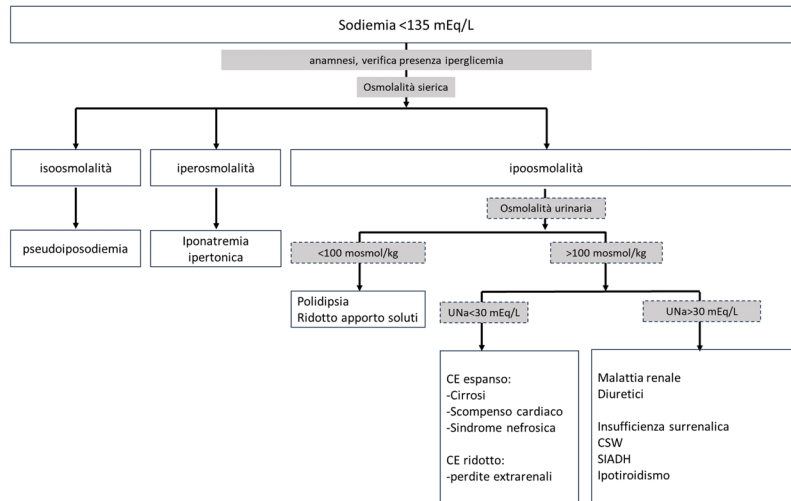 Sodiemia <135 mEq/L
anamnesi, verifica presenza iperglicemia
Osmolalità sierica
isoosmolalità
iperosmolalità
ipoosmolalità
Osmolalità urinaria
pseudoiposodiemia
Iponatremia
ipertonica
<100 mosmol/kg
>100 mosmol/kg
Polidipsia
Ridotto apporto soluti
UNa<30 mEq/L
UNa>30 mEq/L
CE espanso:
-Cirrosi
-Scompenso cardiaco
-Sindrome nefrosica
CE ridotto:
-perdite extrarenali
Malattia renale
Diuretici
Insufficienza surrenalica
CSW
SIADH
Ipotiroidismo